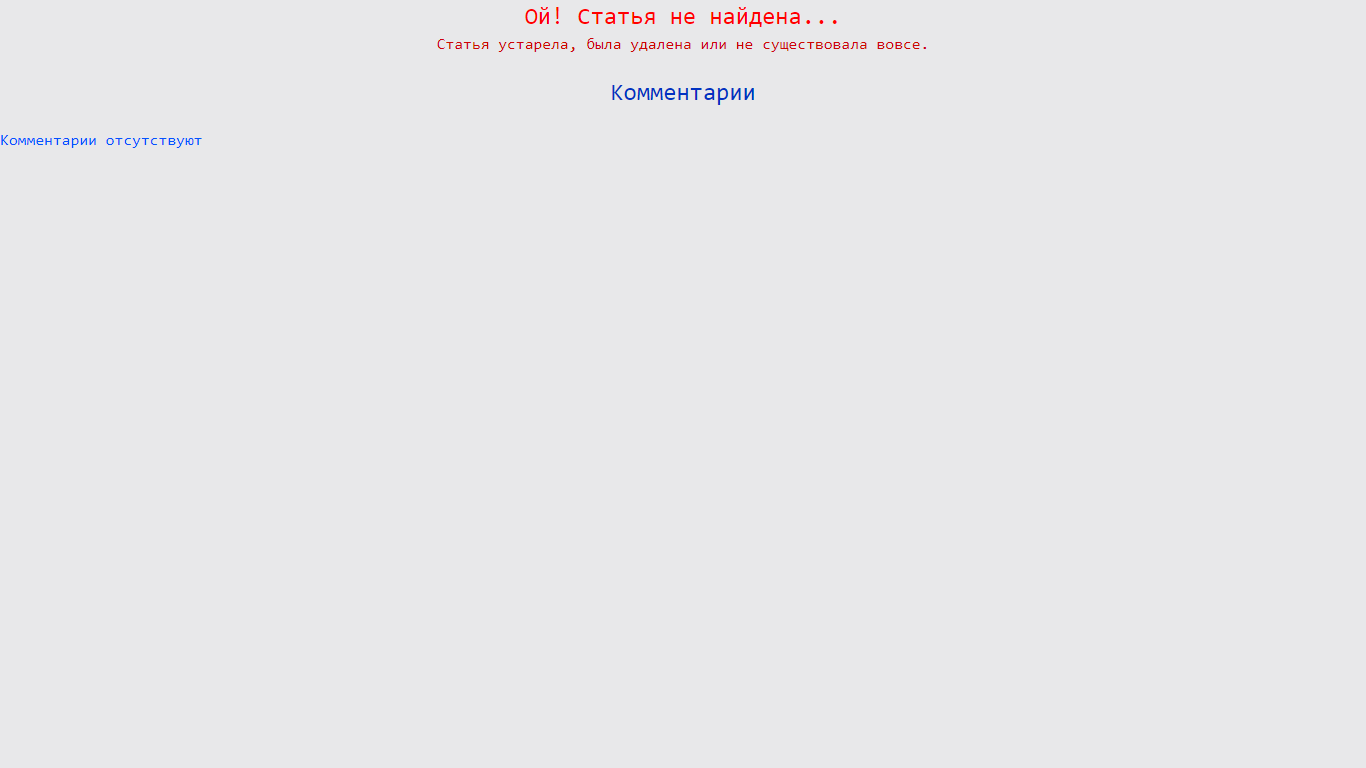 Ой! Статья не найдена...
Статья устарела, была удалена или не существовала вовсе.
Комментарии
Комментарии отсутствуют